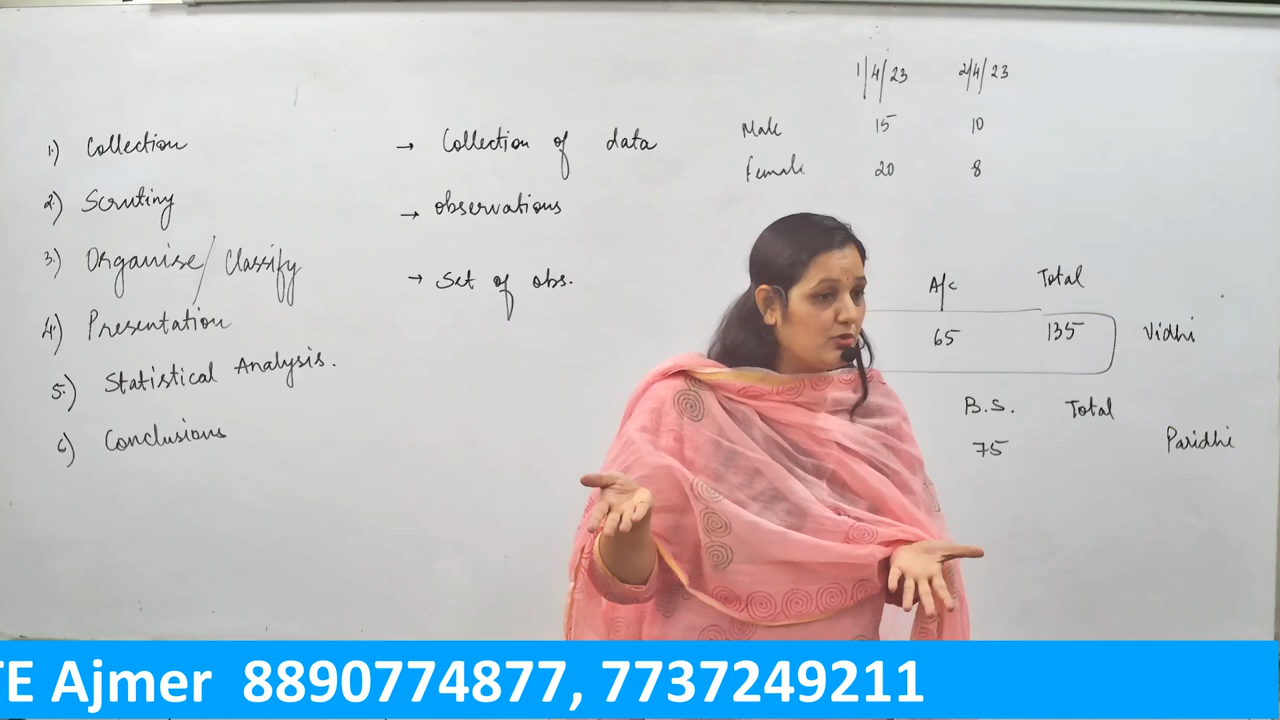 1.) Collection
2.) Scrutiny
3.) Organise/Classify
4.) Presentation
5.) Statistical Analysis.
6) Conclusions
→ Collection of data
→ observations
→ Set of obs.
1/4/23 2/4/23
Male 15 10
Female 20 8
A/c Total
65 135 Vidhi
B.S. Total
75 Paridhi
TE Ajmer 8890774877, 7737249211